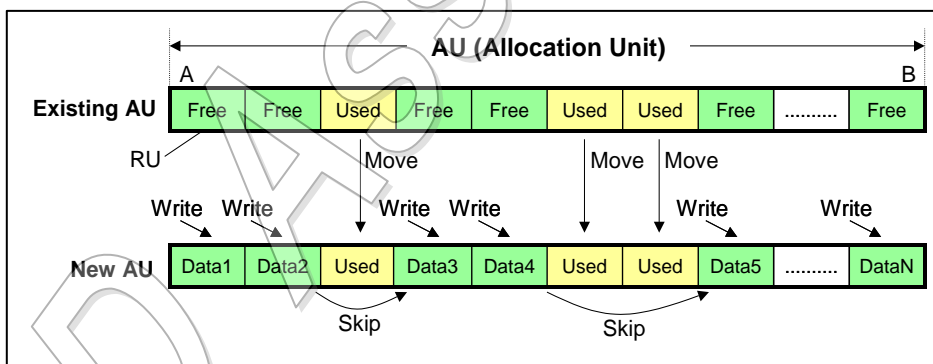 AU (Allocation Unit)
A B
Existing AU Free Free Used Free Free Used Used Free .......... Free
RU Move Move Move
Write Write Write Write Write Write
New AU Data1 Data2 Used Data3 Data4 Used Used Data5 .......... DataN
Skip Skip
D Ass